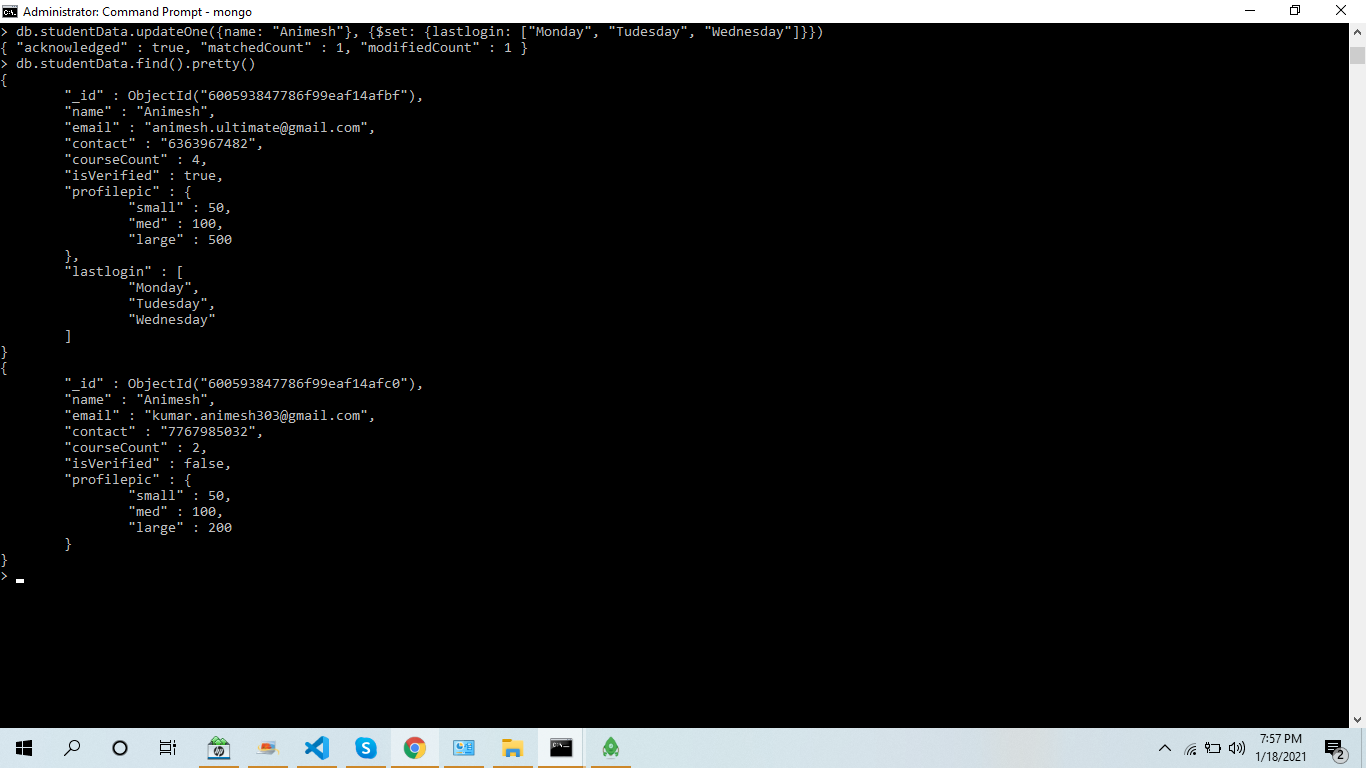 Administrator: Command Prompt - mongo
> db.studentData.updateOne({name: "Animesh"}, {$set: {lastlogin: ["Monday", "Tudesday", "Wednesday"]}})
{ "acknowledged" : true, "matchedCount" : 1, "modifiedCount" : 1 }
> db.studentData.find().pretty()
{
        "_id" : ObjectId("600593847786f99eaf14afbf"),
        "name" : "Animesh",
        "email" : "animesh.ultimate@gmail.com",
        "contact" : "6363967482",
        "courseCount" : 4,
        "isVerified" : true,
        "profilepic" : {
                "small" : 50,
                "med" : 100,
                "large" : 500
        },
        "lastlogin" : [
                "Monday",
                "Tudesday",
                "Wednesday"
        ]
}
{
        "_id" : ObjectId("600593847786f99eaf14afc0"),
        "name" : "Animesh",
        "email" : "kumar.animesh303@gmail.com",
        "contact" : "7767985032",
        "courseCount" : 2,
        "isVerified" : false,
        "profilepic" : {
                "small" : 50,
                "med" : 100,
                "large" : 200
        }
}
>
7:57 PM
1/18/2021
2